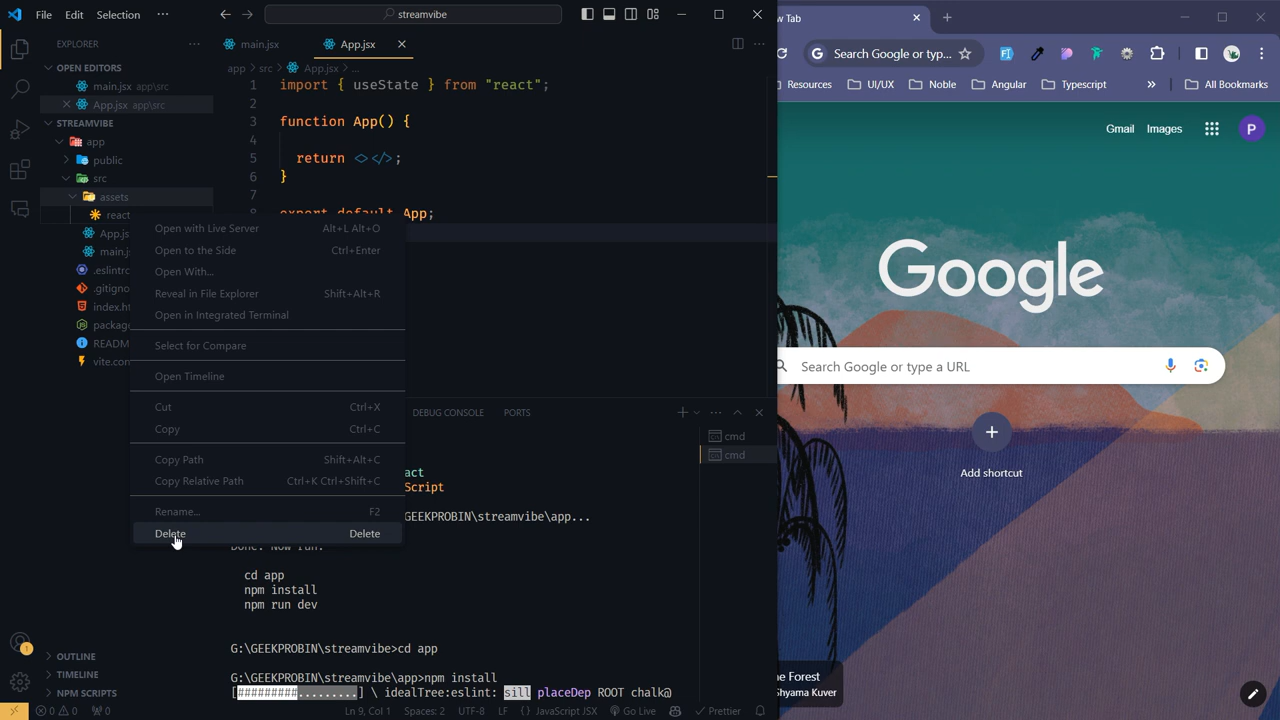 File Edit Selection ···
streamvibe
EXPLORER
OPEN EDITORS
main.jsx app\src
App.jsx app\src
STREAMVIBE
app
public
src
assets
react
App.js
main.j
.eslintrc
.gitigno
index.ht
package
README
vite.con
OUTLINE
TIMELINE
NPM SCRIPTS
main.jsx
App.jsx
app > src > App.jsx > ...
1 import { useState } from "react";
2
3 function App() {
4
5 return <></>;
6 }
7
8 export default App;
Open with Live Server Alt+L Alt+O
Open to the Side Ctrl+Enter
Open With...
Reveal in File Explorer Shift+Alt+R
Open in Integrated Terminal
Select for Compare
Open Timeline
Cut Ctrl+X
Copy Ctrl+C
Copy Path Shift+Alt+C
Copy Relative Path Ctrl+K Ctrl+Shift+C
Rename... F2
Delete Delete
DEBUG CONSOLE PORTS
cmd
cmd
act
Script
GEEKPROBIN\streamvibe\app...
Done. Now run:
cd app
npm install
npm run dev
G:\GEEKPROBIN\streamvibe>cd app
G:\GEEKPROBIN\streamvibe\app>npm install
[#########.........] \ idealTree:eslint: sill placeDep ROOT chalk@
0 0 0 Ln 9, Col 1 Spaces: 2 UTF-8 LF {} JavaScript JSX Go Live Prettier
w Tab
Search Google or typ...
Resources UI/UX Noble Angular Typescript » All Bookmarks
Gmail Images P
Google
Search Google or type a URL
Add shortcut
ne Forest
Shyama Kuver